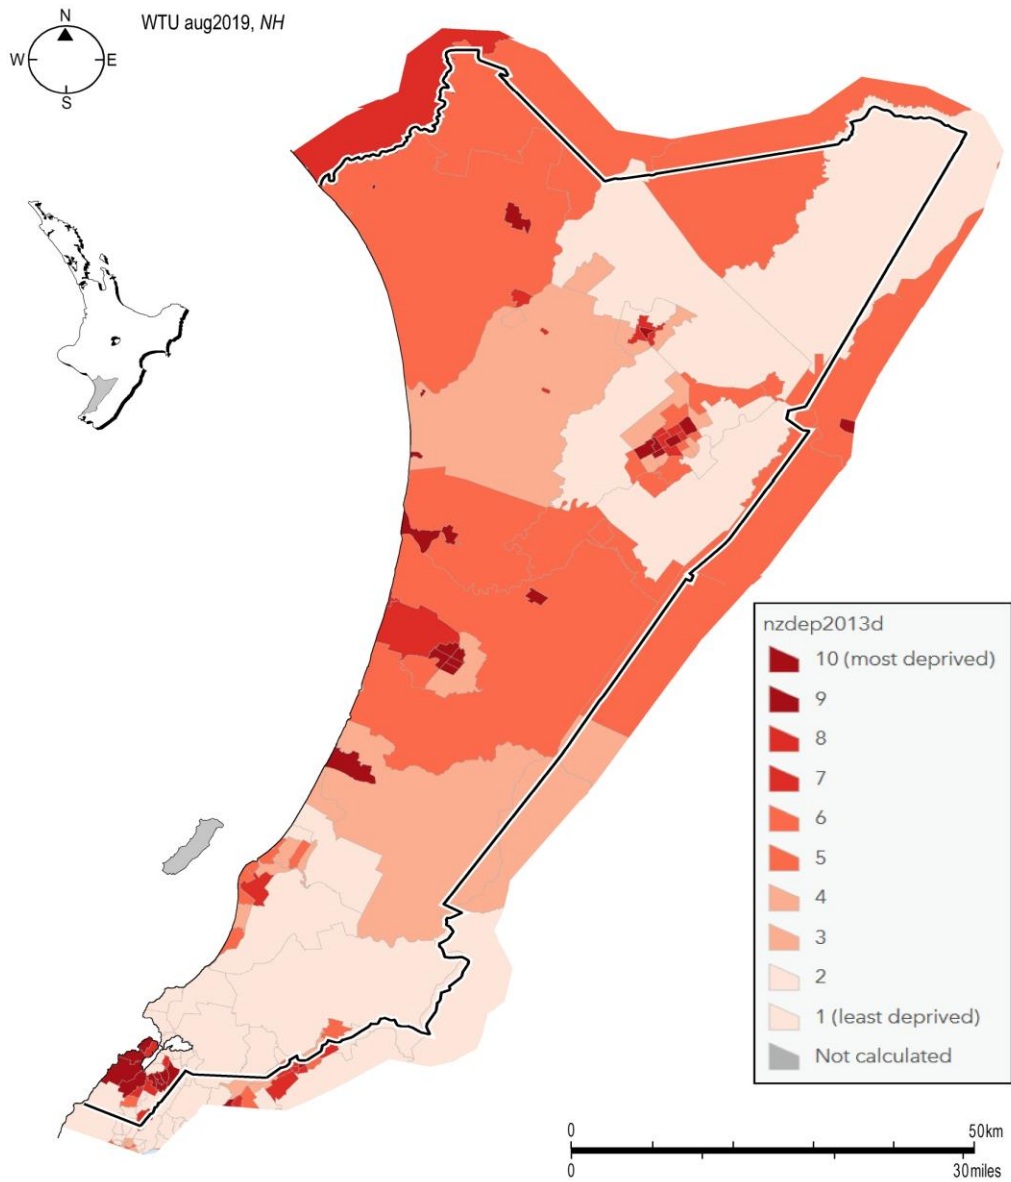 N
WTU aug2019, NH
W E
S
nzdep2013d
10 (most deprived)
9
8
7
6
5
4
3
2
1 (least deprived)
Not calculated
0 50km
0 30miles